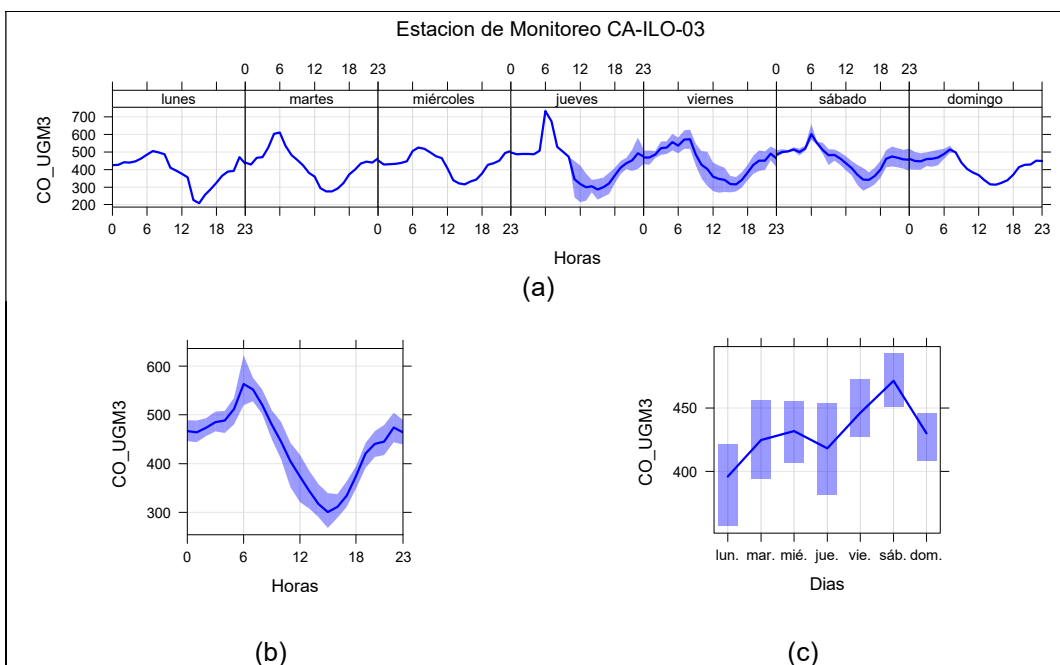 Estacion de Monitoreo CA-ILO-03
0 6 12 18 23 0 6 12 18 23 0 6 12 18 23
lunes martes miércoles jueves viernes sábado domingo
CO_UGM3
700
600
500
400
300
200
0 6 12 18 23 0 6 12 18 23 0 6 12 18 23 0 6 12 18 23
Horas
(a)
CO_UGM3
600
500
400
300
0 6 12 18 23
Horas
(b)
CO_UGM3
450
400
lun. mar. mié. jue. vie. sáb. dom.
Dias
(c)